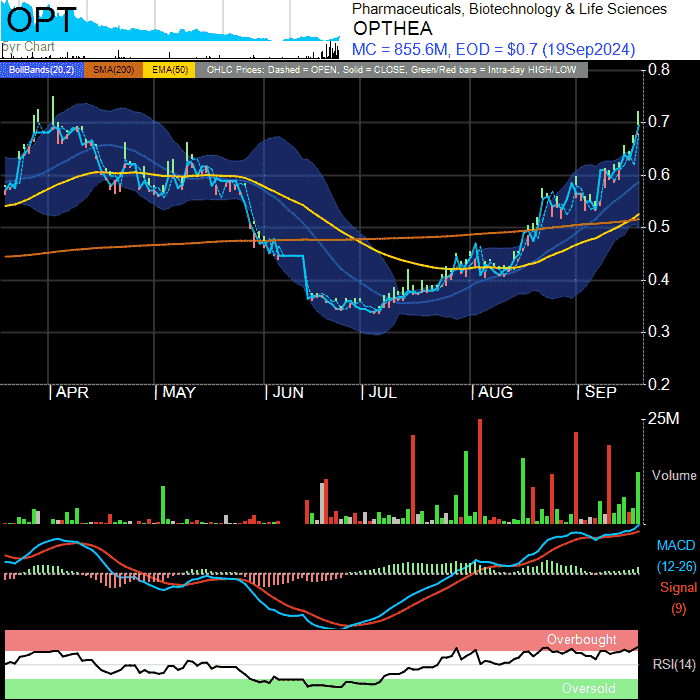 OPT
Pharmaceuticals, Biotechnology & Life Sciences
OPTHEA
MC = 855.6M, EOD = $0.7 (19Sep2024)
yr Chart
BollBands(20,2) SMA(200) EMA(50) OHLC Prices: Dashed = OPEN, Solid = CLOSE, Green/Red bars = Intra-day HIGH/LOW
0.8
0.7
0.6
0.5
0.4
0.3
0.2
APR MAY JUN JUL AUG SEP
25M
Volume
MACD
(12-26)
Signal
(9)
Overbought
RSI(14)
Oversold